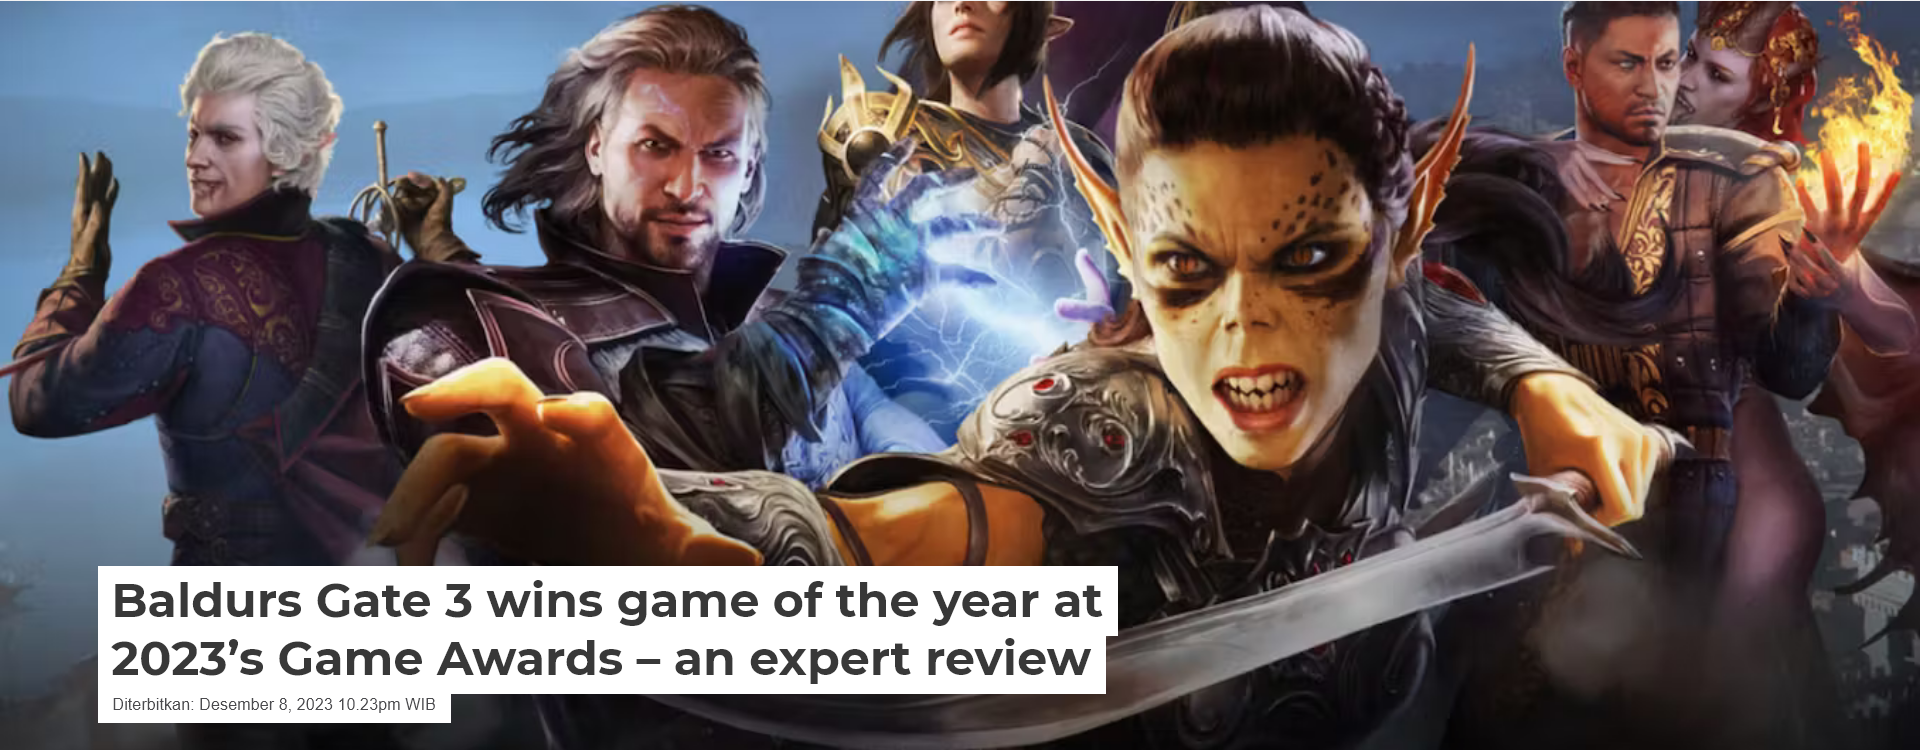 Baldurs Gate 3 wins game of the year at
2023’s Game Awards – an expert review
Diterbitkan: Desember 8, 2023 10.23pm WIB